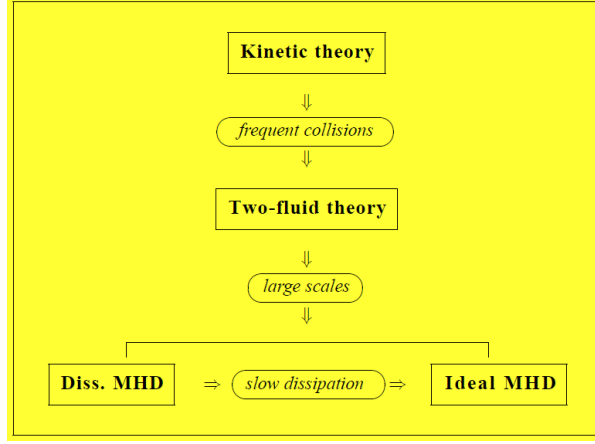 Kinetic theory
⇓
frequent collisions
⇓
Two-fluid theory
⇓
large scales
⇓
Diss. MHD ⇒ slow dissipation ⇒ Ideal MHD